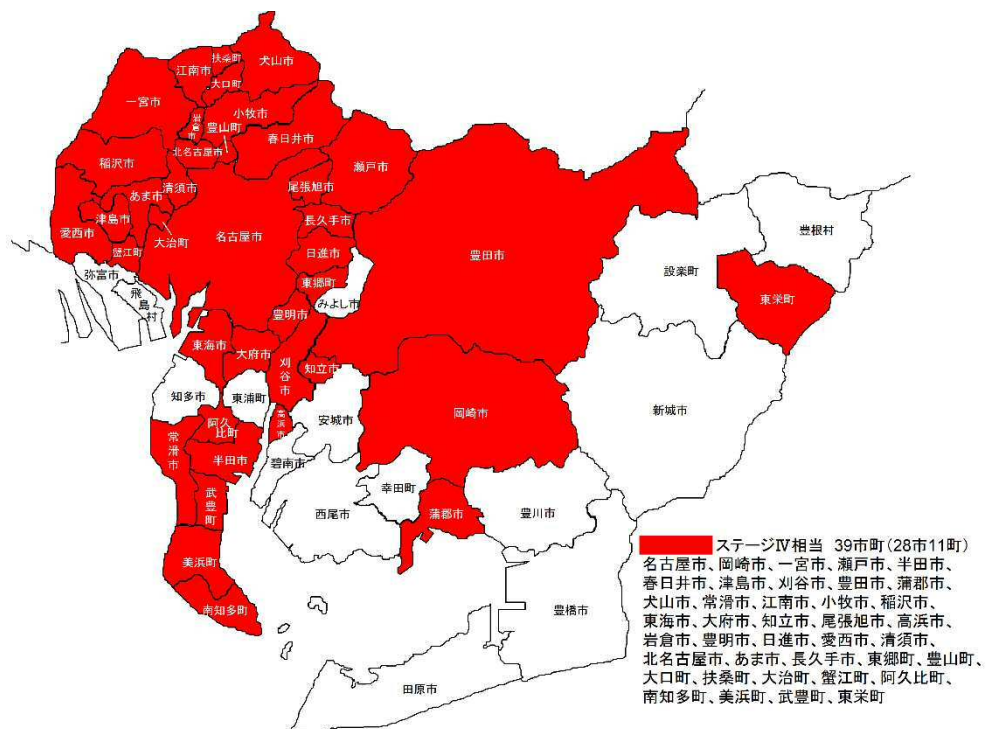 扶桑町
犬山市
江南市
大口町
一宮市
小牧市
岩倉市
豊山町
春日井市
北名古屋市
瀬戸市
稲沢市
清須市
尾張旭市
あま市
津島市
長久手市
愛西市
大治町
名古屋市
蟹江町
日進市
豊田市
豊根村
設楽町
弥富市
東郷町
飛島村
みよし市
東栄町
豊明市
東海市
大府市
刈谷市
知立市
知多市
東浦町
高浜市
安城市
岡崎市
新城市
阿久比町
常滑市
半田市
碧南市
幸田町
武豊町
西尾市
蒲郡市
豊川市
美浜町
南知多町
豊橋市
田原市
ステージⅣ相当 39市町(28市11町)
名古屋市、岡崎市、一宮市、瀬戸市、半田市、
春日井市、津島市、刈谷市、豊田市、蒲郡市、
犬山市、常滑市、江南市、小牧市、稲沢市、
東海市、大府市、知立市、尾張旭市、高浜市、
岩倉市、豊明市、日進市、愛西市、清須市、
北名古屋市、あま市、長久手市、東郷町、豊山町、
大口町、扶桑町、大治町、蟹江町、阿久比町、
南知多町、美浜町、武豊町、東栄町